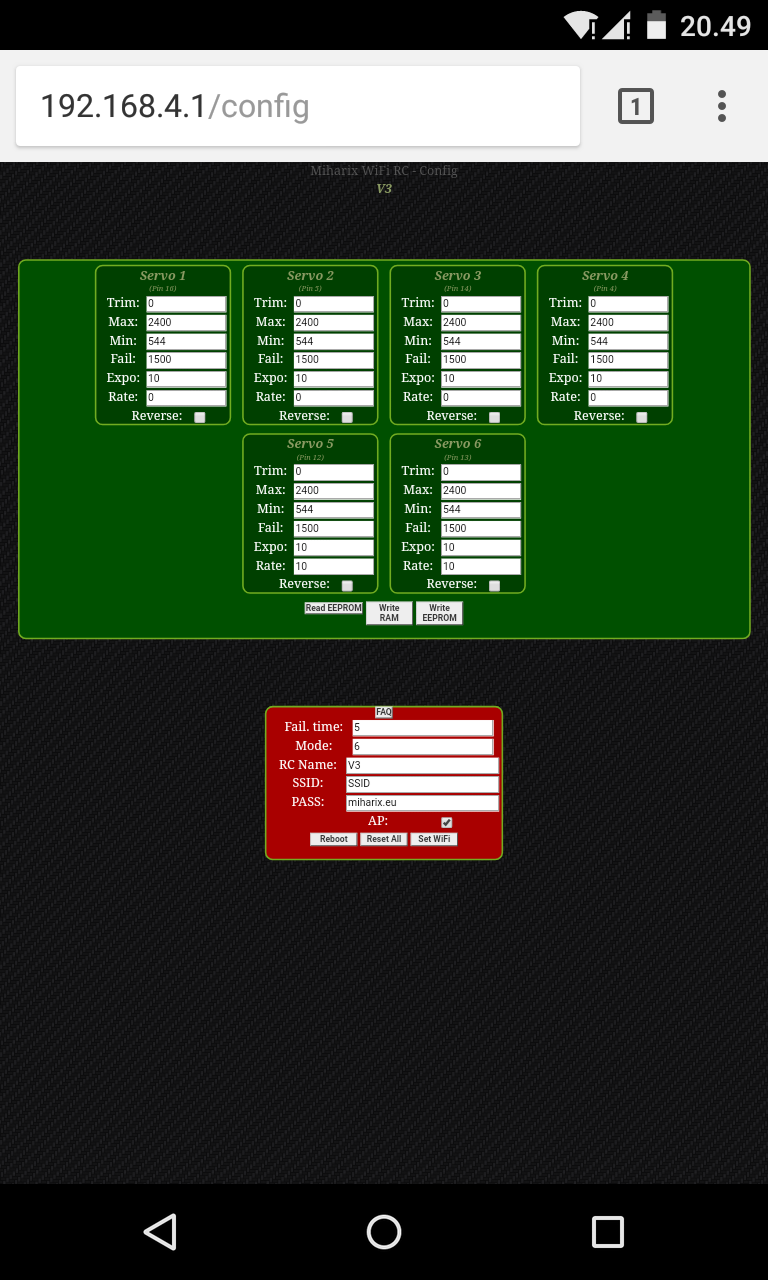 20.49
192.168.4.1/config
1
Miharix WiFi RC - Config
V3
Servo 1 Servo 2 Servo 3 Servo 4
(Pin 16) (Pin 5) (Pin 14) (Pin 4)
Trim: 0 Trim: 0 Trim: 0 Trim: 0
Max: 2400 Max: 2400 Max: 2400 Max: 2400
Min: 544 Min: 544 Min: 544 Min: 544
Fail: 1500 Fail: 1500 Fail: 1500 Fail: 1500
Expo: 10 Expo: 10 Expo: 10 Expo: 10
Rate: 0 Rate: 0 Rate: 0 Rate: 0
Reverse: Reverse: Reverse: Reverse:
Servo 5 Servo 6
(Pin 12) (Pin 13)
Trim: 0 Trim: 0
Max: 2400 Max: 2400
Min: 544 Min: 544
Fail: 1500 Fail: 1500
Expo: 10 Expo: 10
Rate: 10 Rate: 10
Reverse: Reverse:
Read EEPROM Write RAM Write EEPROM
FAQ
Fail. time: 5
Mode: 6
RC Name: V3
SSID: SSID
PASS: miharix.eu
AP:
Reboot Reset All Set WiFi